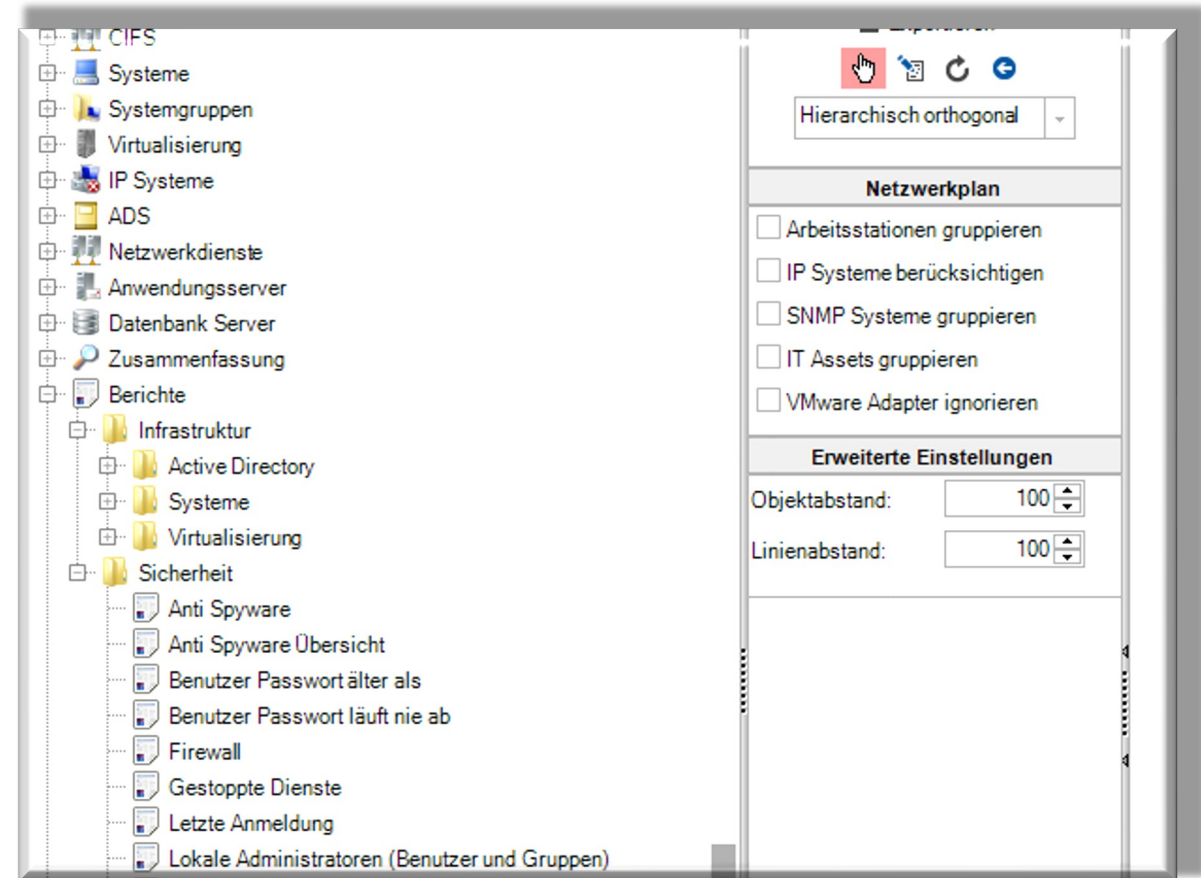 CIFS
Systeme
Systemgruppen
Virtualisierung
IP Systeme
ADS
Netzwerkdienste
Anwendungsserver
Datenbank Server
Zusammenfassung
Berichte
Infrastruktur
Active Directory
Systeme
Virtualisierung
Sicherheit
Anti Spyware
Anti Spyware Übersicht
Benutzer Passwort älter als
Benutzer Passwort läuft nie ab
Firewall
Gestoppte Dienste
Letzte Anmeldung
Lokale Administratoren (Benutzer und Gruppen)
Exportieren
Hierarchisch orthogonal
Netzwerkplan
Arbeitsstationen gruppieren
IP Systeme berücksichtigen
SNMP Systeme gruppieren
IT Assets gruppieren
VMware Adapter ignorieren
Erweiterte Einstellungen
Objektabstand: 100
Linienabstand: 100